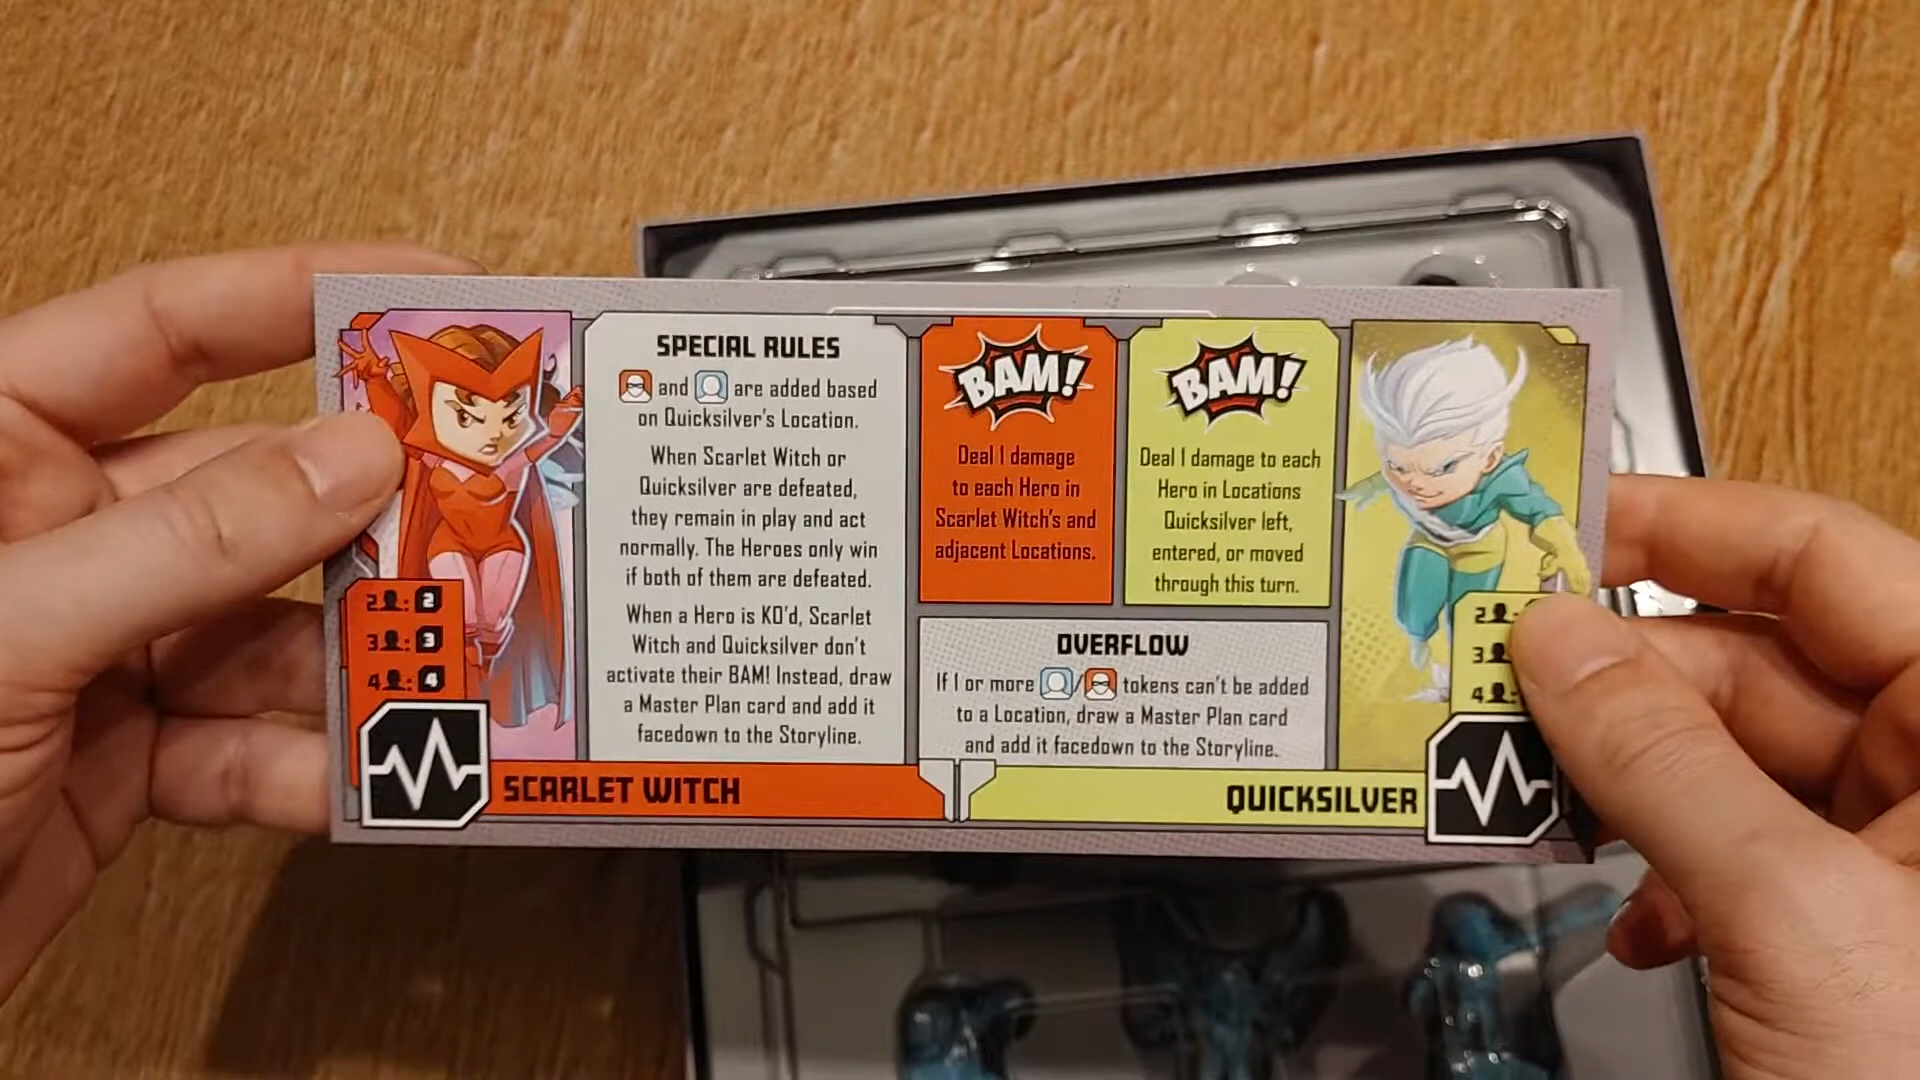 SPECIAL RULES
and are added based
on Quicksilver's Location.
When Scarlet Witch or
Quicksilver are defeated,
they remain in play and act
normally. The Heroes only win
if both of them are defeated.
When a Hero is KO'd, Scarlet
Witch and Quicksilver don't
activate their BAM! Instead, draw
a Master Plan card and add it
facedown to the Storyline.
BAM!
Deal 1 damage
to each Hero in
Scarlet Witch's and
adjacent Locations.
BAM!
Deal 1 damage to each
Hero in Locations
Quicksilver left,
entered, or moved
through this turn.
OVERFLOW
If 1 or more / tokens can't be added
to a Location, draw a Master Plan card
and add it facedown to the Storyline.
2 : 2
3 : 3
4 : 4
SCARLET WITCH
2 :
3
4 :
QUICKSILVER